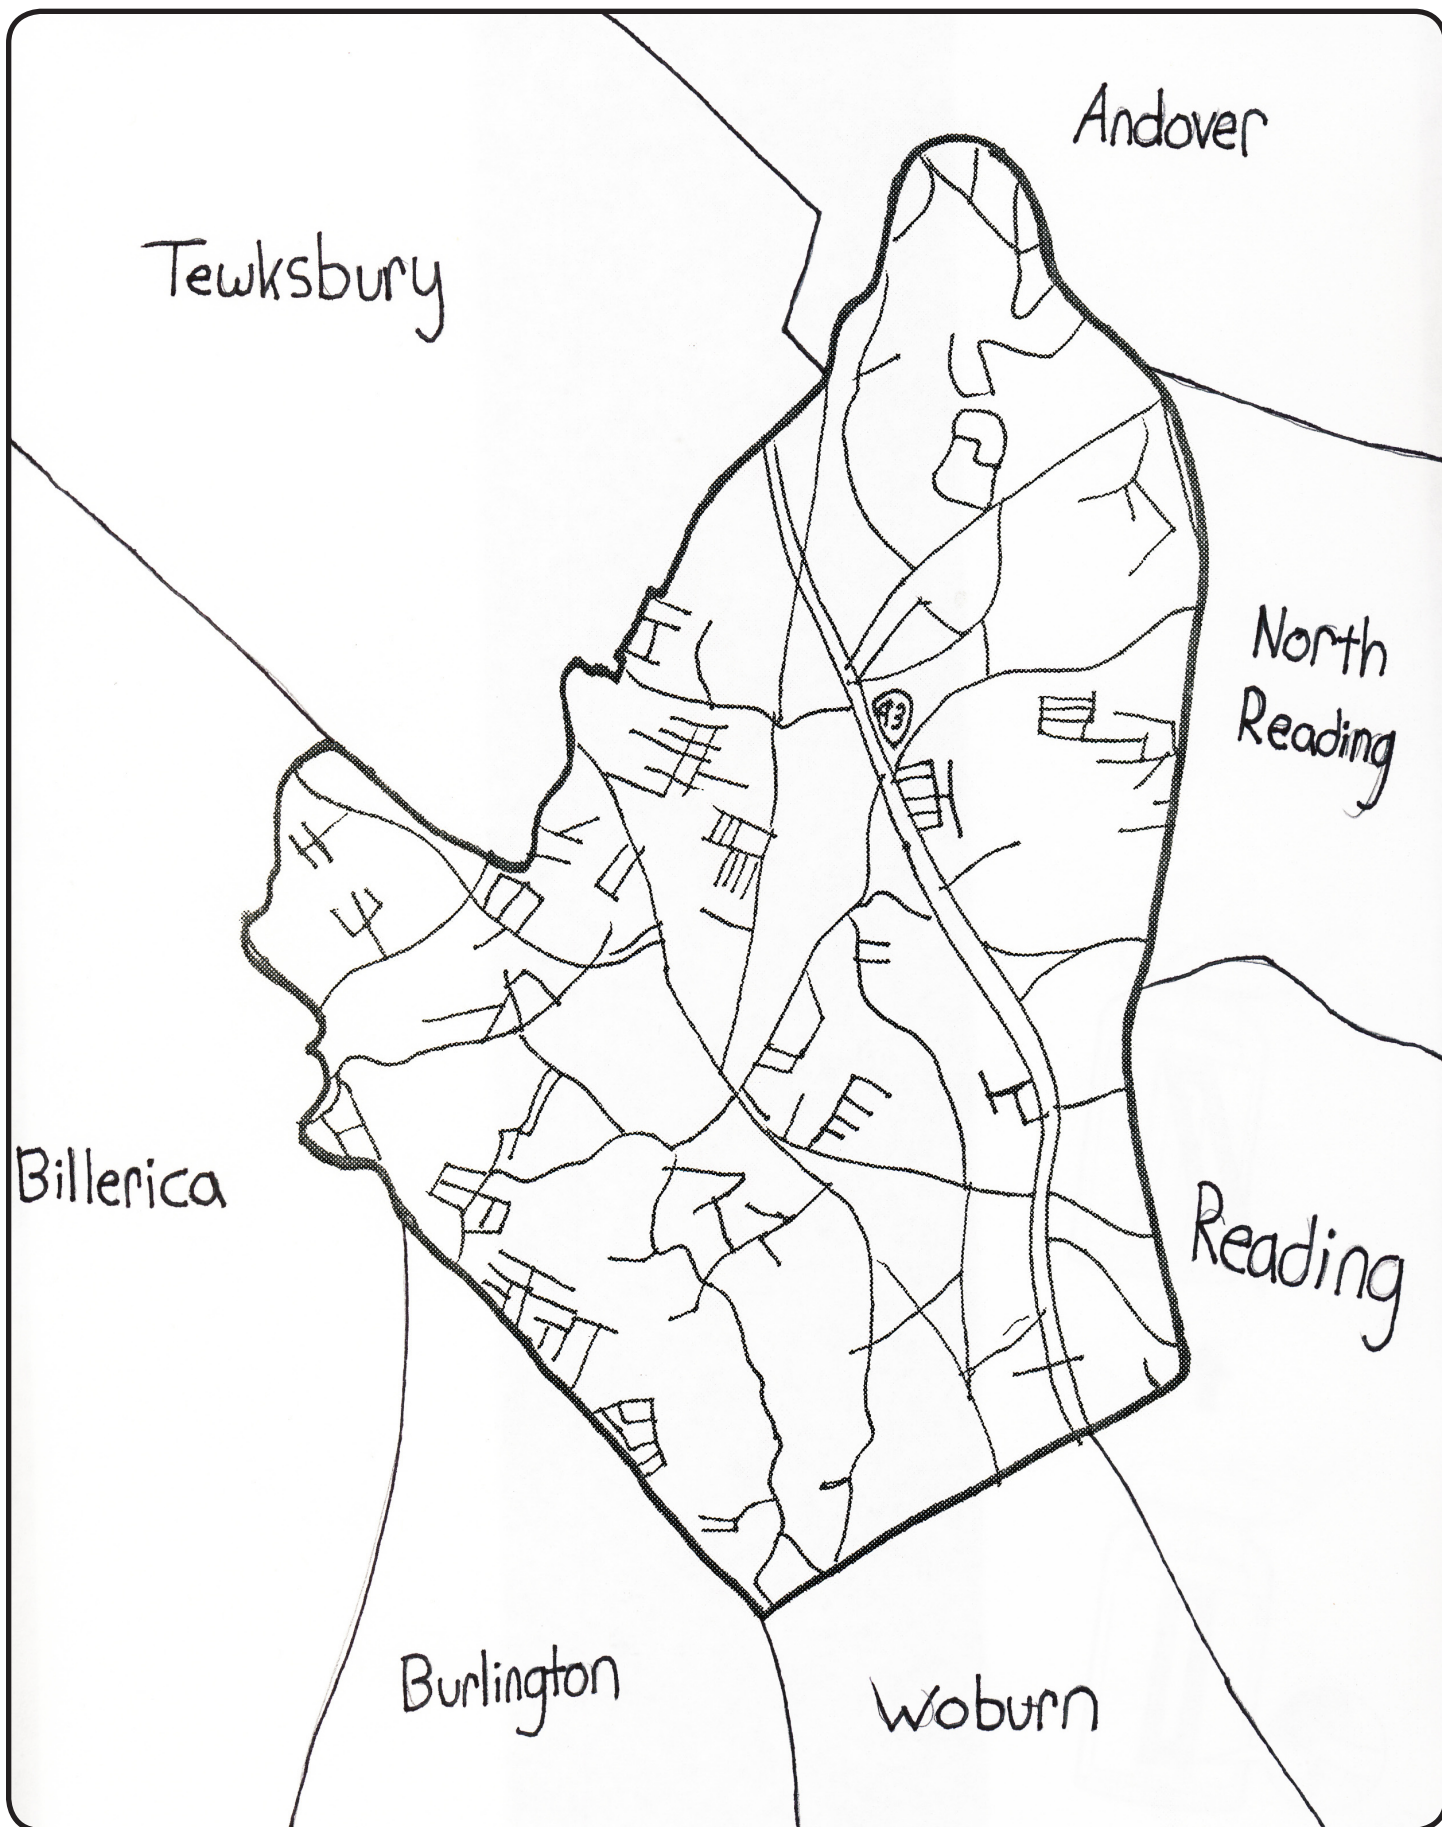 Andover
Tewksbury
North
Reading
93
Billerica
Reading
Burlington
Woburn